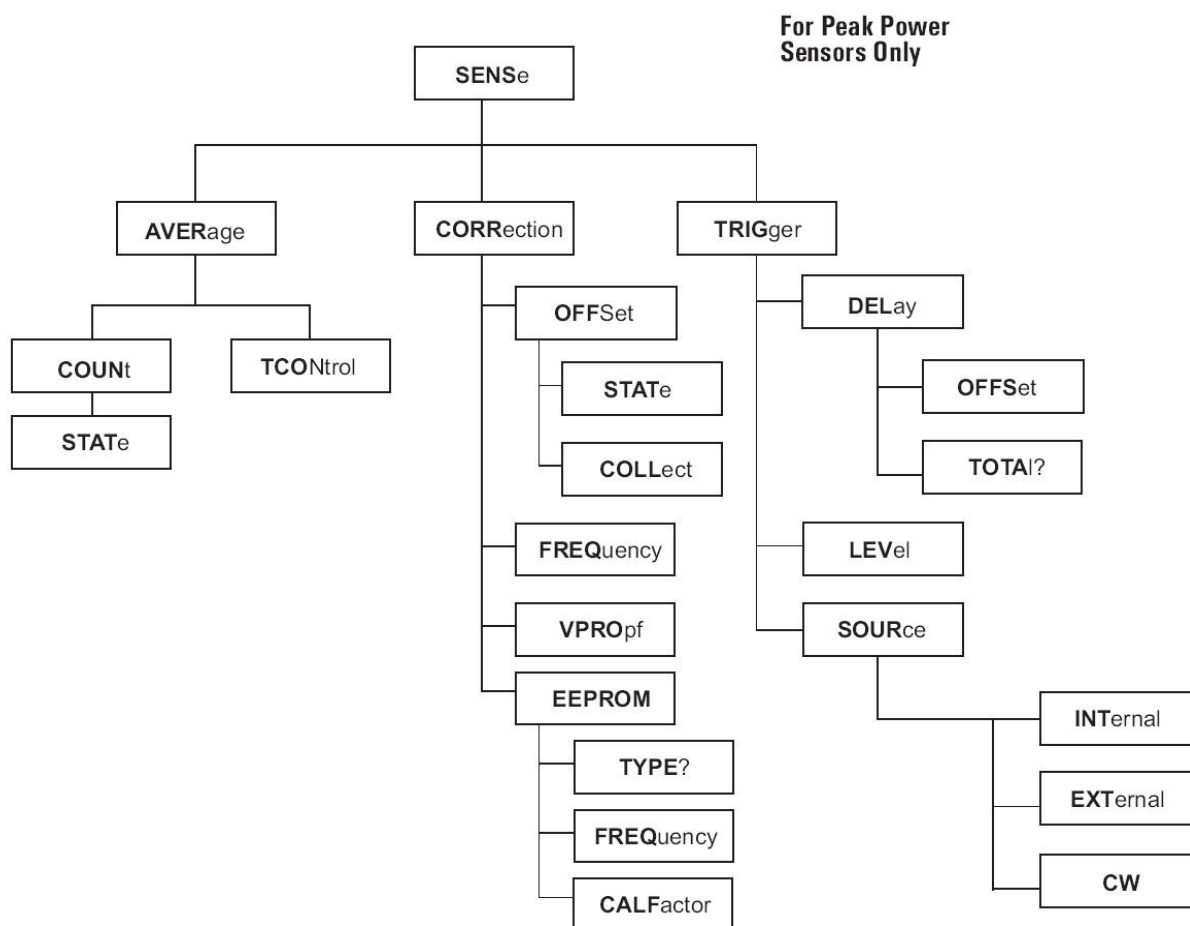 For Peak Power
Sensors Only
SENSe
AVERage
CORRection
TRIGger
COUNt
STATe
TCONtrol
OFFSet
STATe
COLLect
FREQuency
VPROpf
EEPROM
TYPE?
FREQuency
CALFactor
DELay
OFFSet
TOTAl?
LEVel
SOURce
INTernal
EXTernal
CW